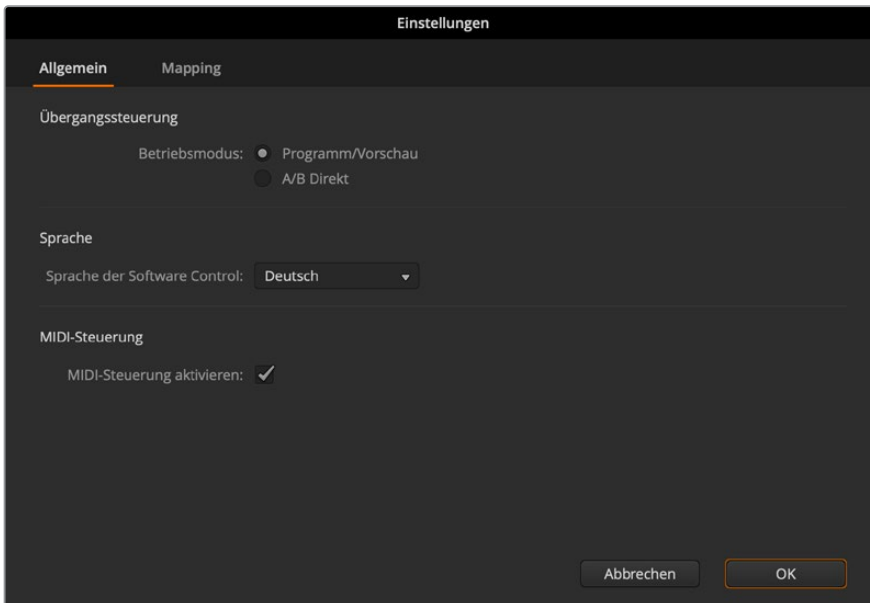 Einstellungen
Allgemein Mapping
Übergangssteuerung
Betriebsmodus: Programm/Vorschau
A/B Direkt
Sprache
Sprache der Software Control: Deutsch
MIDI-Steuerung
MIDI-Steuerung aktivieren:
Abbrechen OK